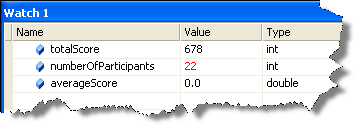 Watch 1
Name Value Type
totalScore 678 int
numberOfParticipants 22 int
averageScore 0.0 double